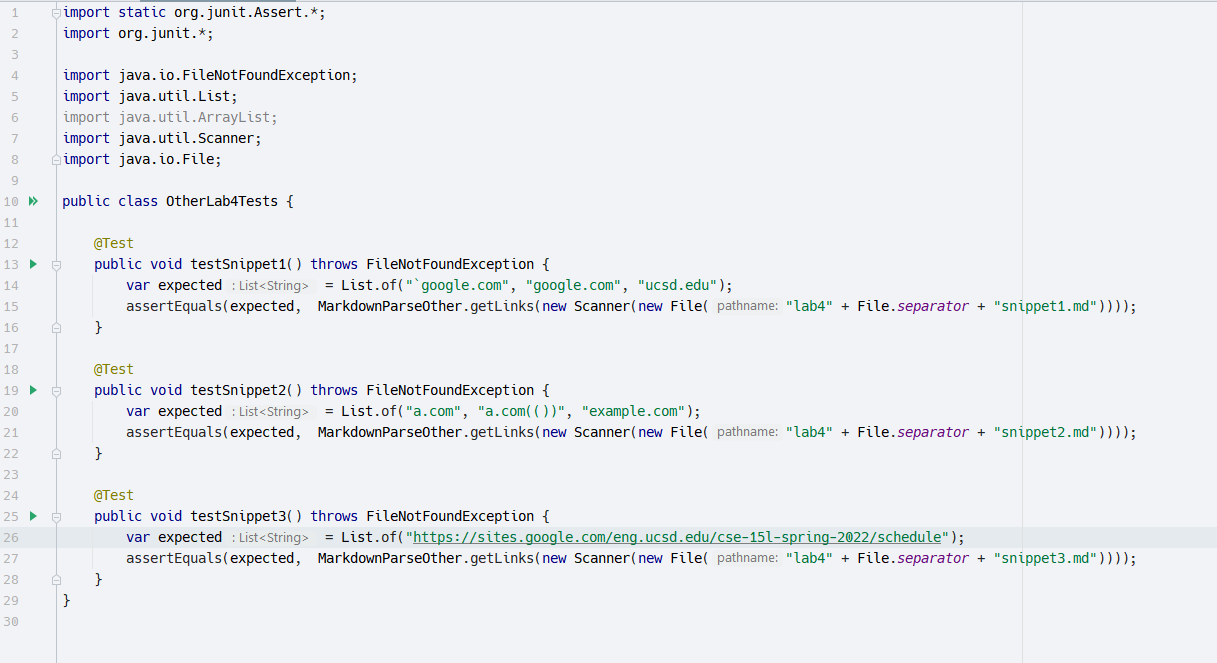 1 import static org.junit.Assert.*;
2 import org.junit.*;
3
4 import java.io.FileNotFoundException;
5 import java.util.List;
6 import java.util.ArrayList;
7 import java.util.Scanner;
8 import java.io.File;
9
10 public class OtherLab4Tests {
11
12     @Test
13     public void testSnippet1() throws FileNotFoundException {
14         var expected : List<String> = List.of("`google.com", "google.com", "ucsd.edu");
15         assertEquals(expected, MarkdownParseOther.getLinks(new Scanner(new File( pathname: "lab4" + File.separator + "snippet1.md"))));
16     }
17
18     @Test
19     public void testSnippet2() throws FileNotFoundException {
20         var expected : List<String> = List.of("a.com", "a.com(())", "example.com");
21         assertEquals(expected, MarkdownParseOther.getLinks(new Scanner(new File( pathname: "lab4" + File.separator + "snippet2.md"))));
22     }
23
24     @Test
25     public void testSnippet3() throws FileNotFoundException {
26         var expected : List<String> = List.of("https://sites.google.com/eng.ucsd.edu/cse-15l-spring-2022/schedule");
27         assertEquals(expected, MarkdownParseOther.getLinks(new Scanner(new File( pathname: "lab4" + File.separator + "snippet3.md"))));
28     }
29 }
30